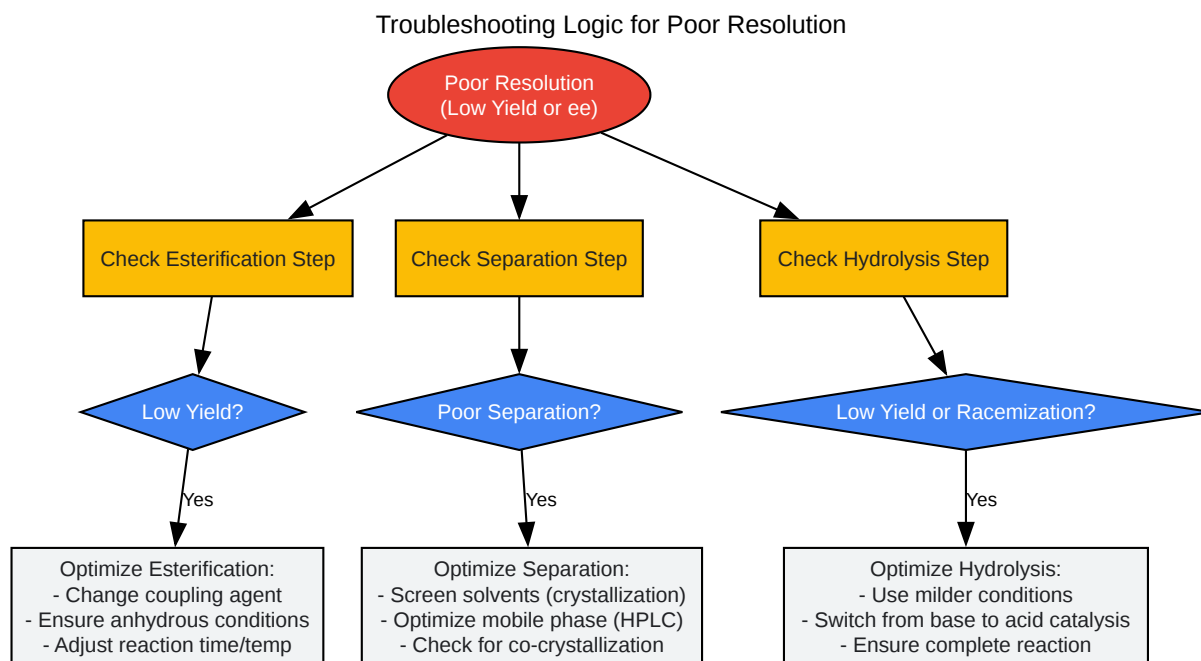 Troubleshooting Logic for Poor Resolution
Poor Resolution
(Low Yield or ee)
Check Esterification Step
Check Separation Step
Check Hydrolysis Step
Low Yield?
Poor Separation?
Low Yield or Racemization?
Yes
Yes
Yes
Optimize Esterification:
- Change coupling agent
- Ensure anhydrous conditions
- Adjust reaction time/temp
Optimize Separation:
- Screen solvents (crystallization)
- Optimize mobile phase (HPLC)
- Check for co-crystallization
Optimize Hydrolysis:
- Use milder conditions
- Switch from base to acid catalysis
- Ensure complete reaction